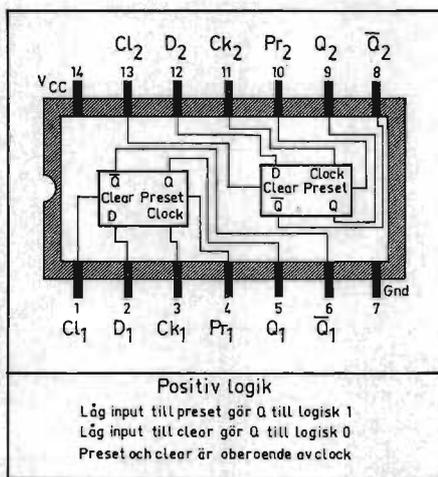 Cl2 D2 Ck2 Pr2 Q2 Q̅2
VCC 14 13 12 11 10 9 8
D Clock
Q̅ Q Clear Preset
Clear Preset Q̅ Q
D Clock
1 2 3 4 5 6 7 Gnd
Cl1 D1 Ck1 Pr1 Q1 Q̅1
Positiv logik
Låg input till preset gör Q till logisk 1
Låg input till clear gör Q till logisk 0
Preset och clear är oberoende av clock